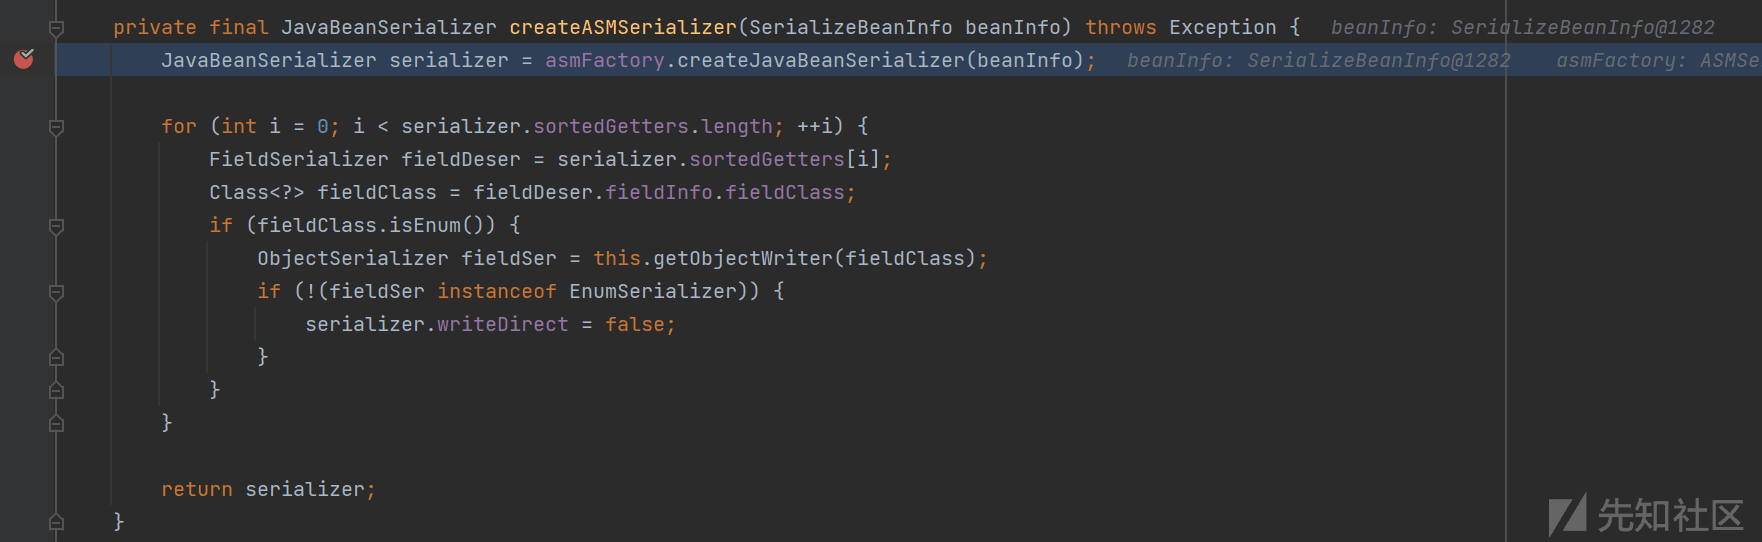 private final JavaBeanSerializer createASMSerializer(SerializeBeanInfo beanInfo) throws Exception {   beanInfo: SerializeBeanInfo@1282
JavaBeanSerializer serializer = asmFactory.createJavaBeanSerializer(beanInfo);   beanInfo: SerializeBeanInfo@1282   asmFactory: ASMSe
for (int i = 0; i < serializer.sortedGetters.length; ++i) {
FieldSerializer fieldDeser = serializer.sortedGetters[i];
Class<?> fieldClass = fieldDeser.fieldInfo.fieldClass;
if (fieldClass.isEnum()) {
ObjectSerializer fieldSer = this.getObjectWriter(fieldClass);
if (!(fieldSer instanceof EnumSerializer)) {
serializer.writeDirect = false;
}
}
}
return serializer;
}
先知社区